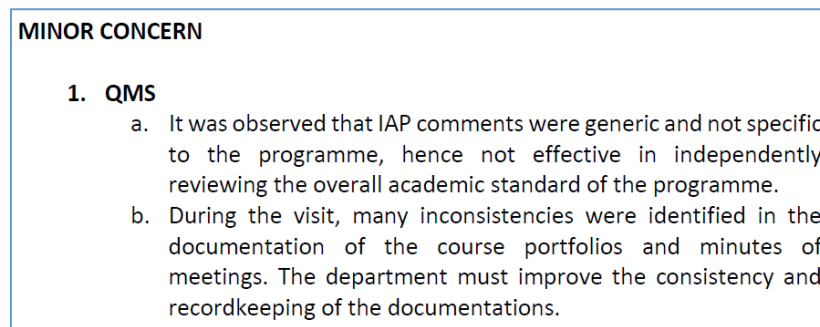 MINOR CONCERN
1. QMS
a. It was observed that IAP comments were generic and not specific
to the programme, hence not effective in independently
reviewing the overall academic standard of the programme.
b. During the visit, many inconsistencies were identified in the
documentation of the course portfolios and minutes of
meetings. The department must improve the consistency and
recordkeeping of the documentations.